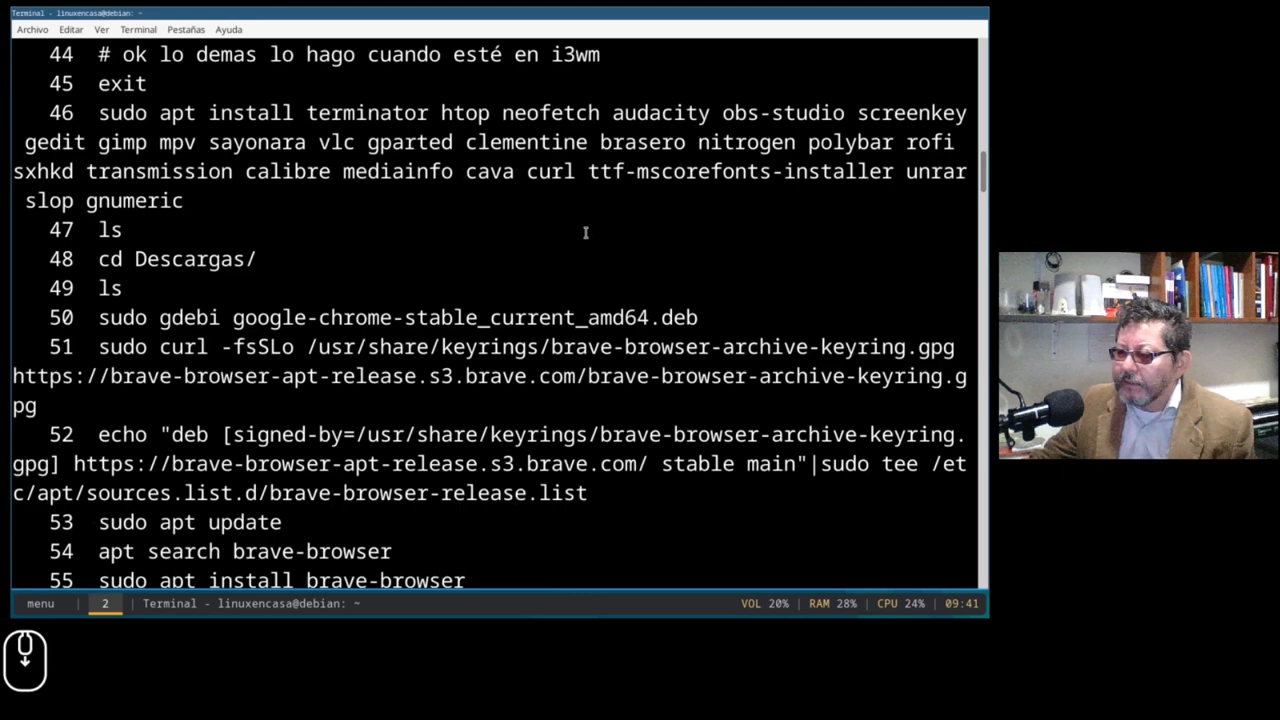 Terminal - linuxencasa@debian: ~
Archivo Editar Ver Terminal Pestañas Ayuda
44 # ok lo demas lo hago cuando esté en i3wm
45 exit
46 sudo apt install terminator htop neofetch audacity obs-studio screenkey
gedit gimp mpv sayonara vlc gparted clementine brasero nitrogen polybar rofi
sxhkd transmission calibre mediainfo cava curl ttf-mscorefonts-installer unrar
slop gnumeric
47 ls
48 cd Descargas/
49 ls
50 sudo gdebi google-chrome-stable_current_amd64.deb
51 sudo curl -fsSLo /usr/share/keyrings/brave-browser-archive-keyring.gpg
https://brave-browser-apt-release.s3.brave.com/brave-browser-archive-keyring.g
pg
52 echo "deb [signed-by=/usr/share/keyrings/brave-browser-archive-keyring.
gpg] https://brave-browser-apt-release.s3.brave.com/ stable main"|sudo tee /et
c/apt/sources.list.d/brave-browser-release.list
53 sudo apt update
54 apt search brave-browser
55 sudo apt install brave-browser
menu | 2 | Terminal - linuxencasa@debian: ~ VOL 20% | RAM 28% | CPU 24% | 09:41